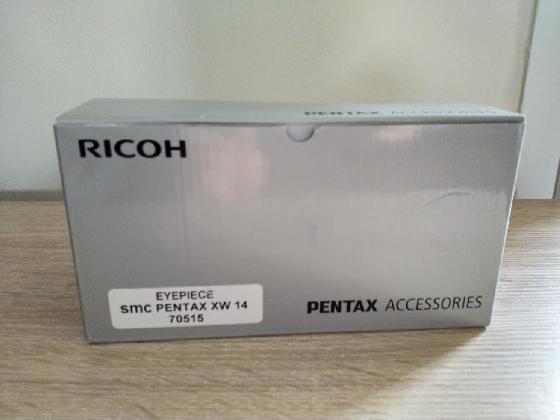 PENTAX ACCESSORIES
RICOH
EYEPIECE
smc PENTAX XW 14
70515
PENTAX ACCESSORIES